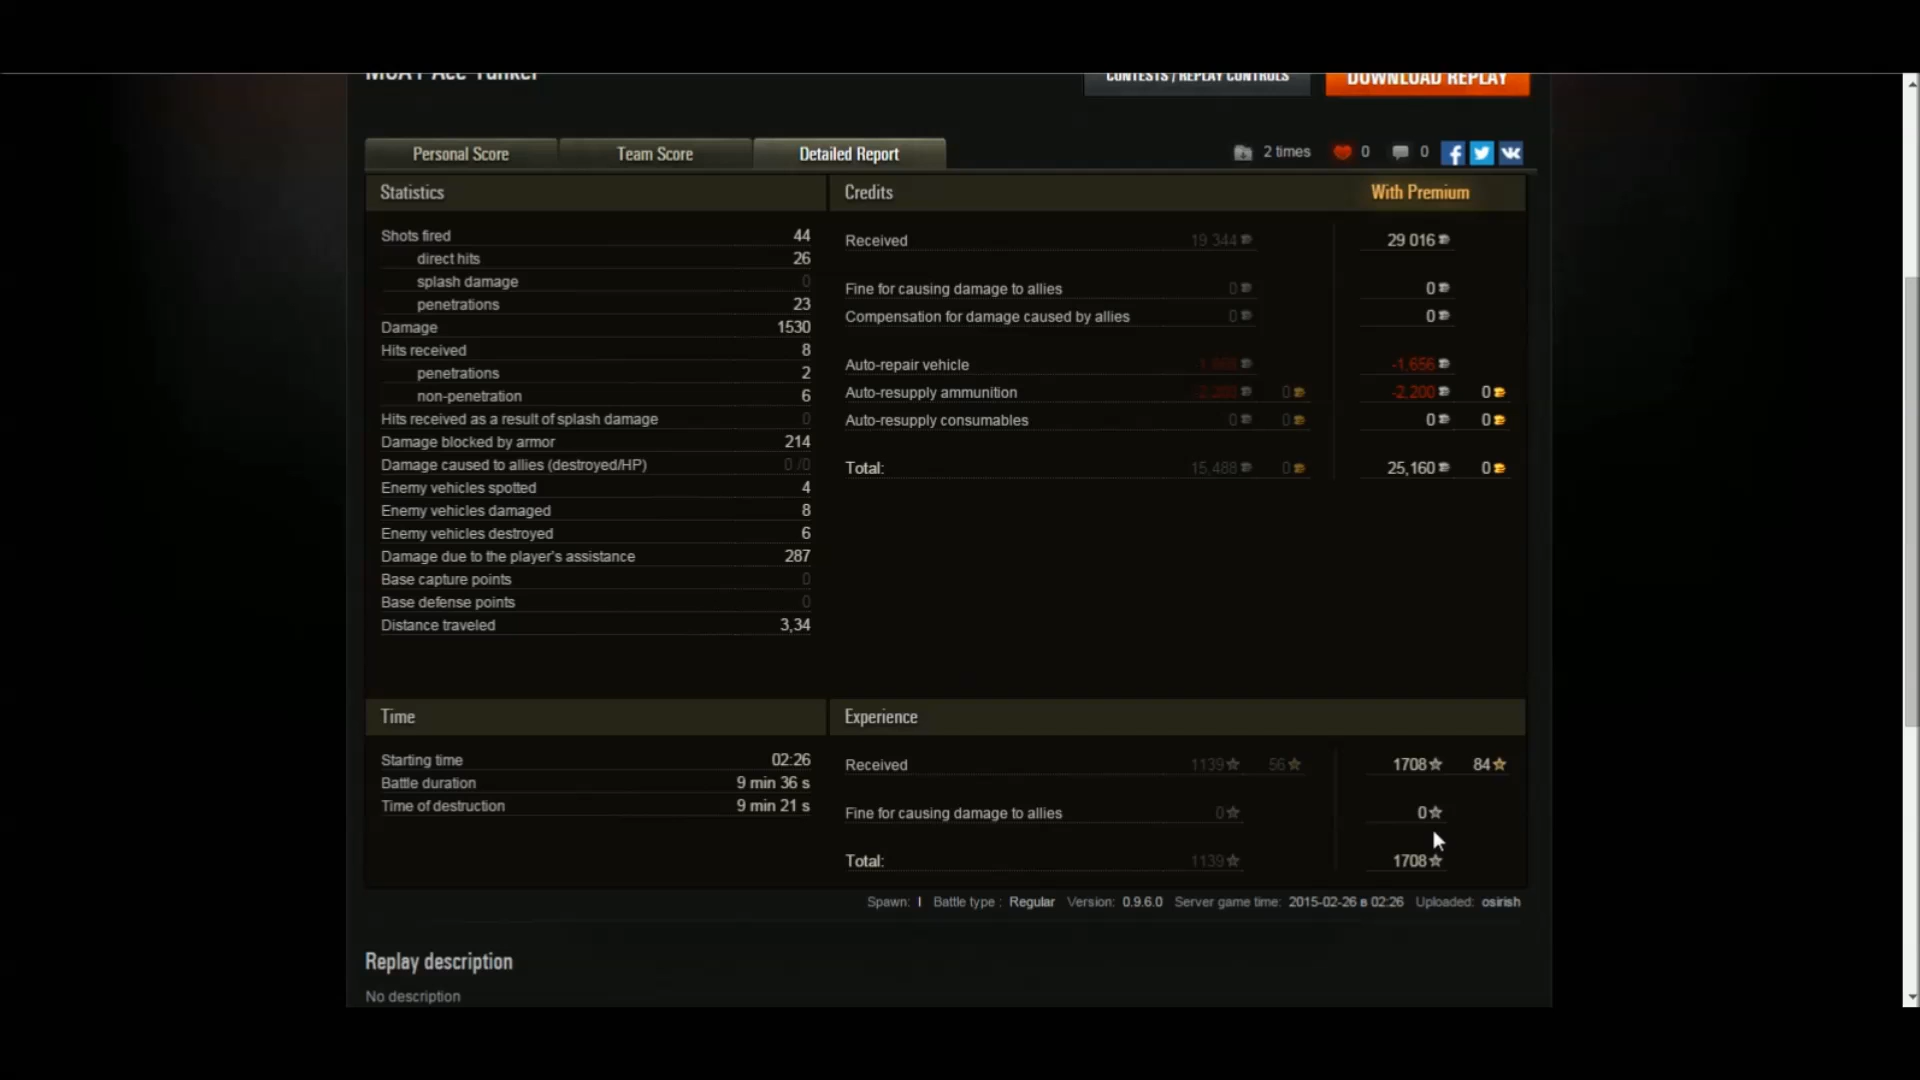 CONTESTS / REPLAY CONTROLS
DOWNLOAD REPLAY
Personal Score
Team Score
Detailed Report
2 times
0
0
Statistics
Credits
With Premium
Shots fired 44
direct hits 26
splash damage 0
penetrations 23
Damage 1530
Hits received 8
penetrations 2
non-penetration 6
Hits received as a result of splash damage 0
Damage blocked by armor 214
Damage caused to allies (destroyed/HP) 0 /0
Enemy vehicles spotted 4
Enemy vehicles damaged 8
Enemy vehicles destroyed 6
Damage due to the player's assistance 287
Base capture points 0
Base defense points 0
Distance traveled 3,34
Received 19 344 29 016
Fine for causing damage to allies 0 0
Compensation for damage caused by allies 0 0
Auto-repair vehicle -1,656
Auto-resupply ammunition 0 -2,200 0
Auto-resupply consumables 0 0 0 0
Total: 15,488 0 25,160 0
Time
Experience
Starting time 02:26
Battle duration 9 min 36 s
Time of destruction 9 min 21 s
Received 1139 56 1708 84
Fine for causing damage to allies 0 0
Total: 1139 1708
Spawn: I Battle type : Regular Version: 0.9.6.0 Server game time: 2015-02-26 в 02:26 Uploaded: osirish
Replay description
No description